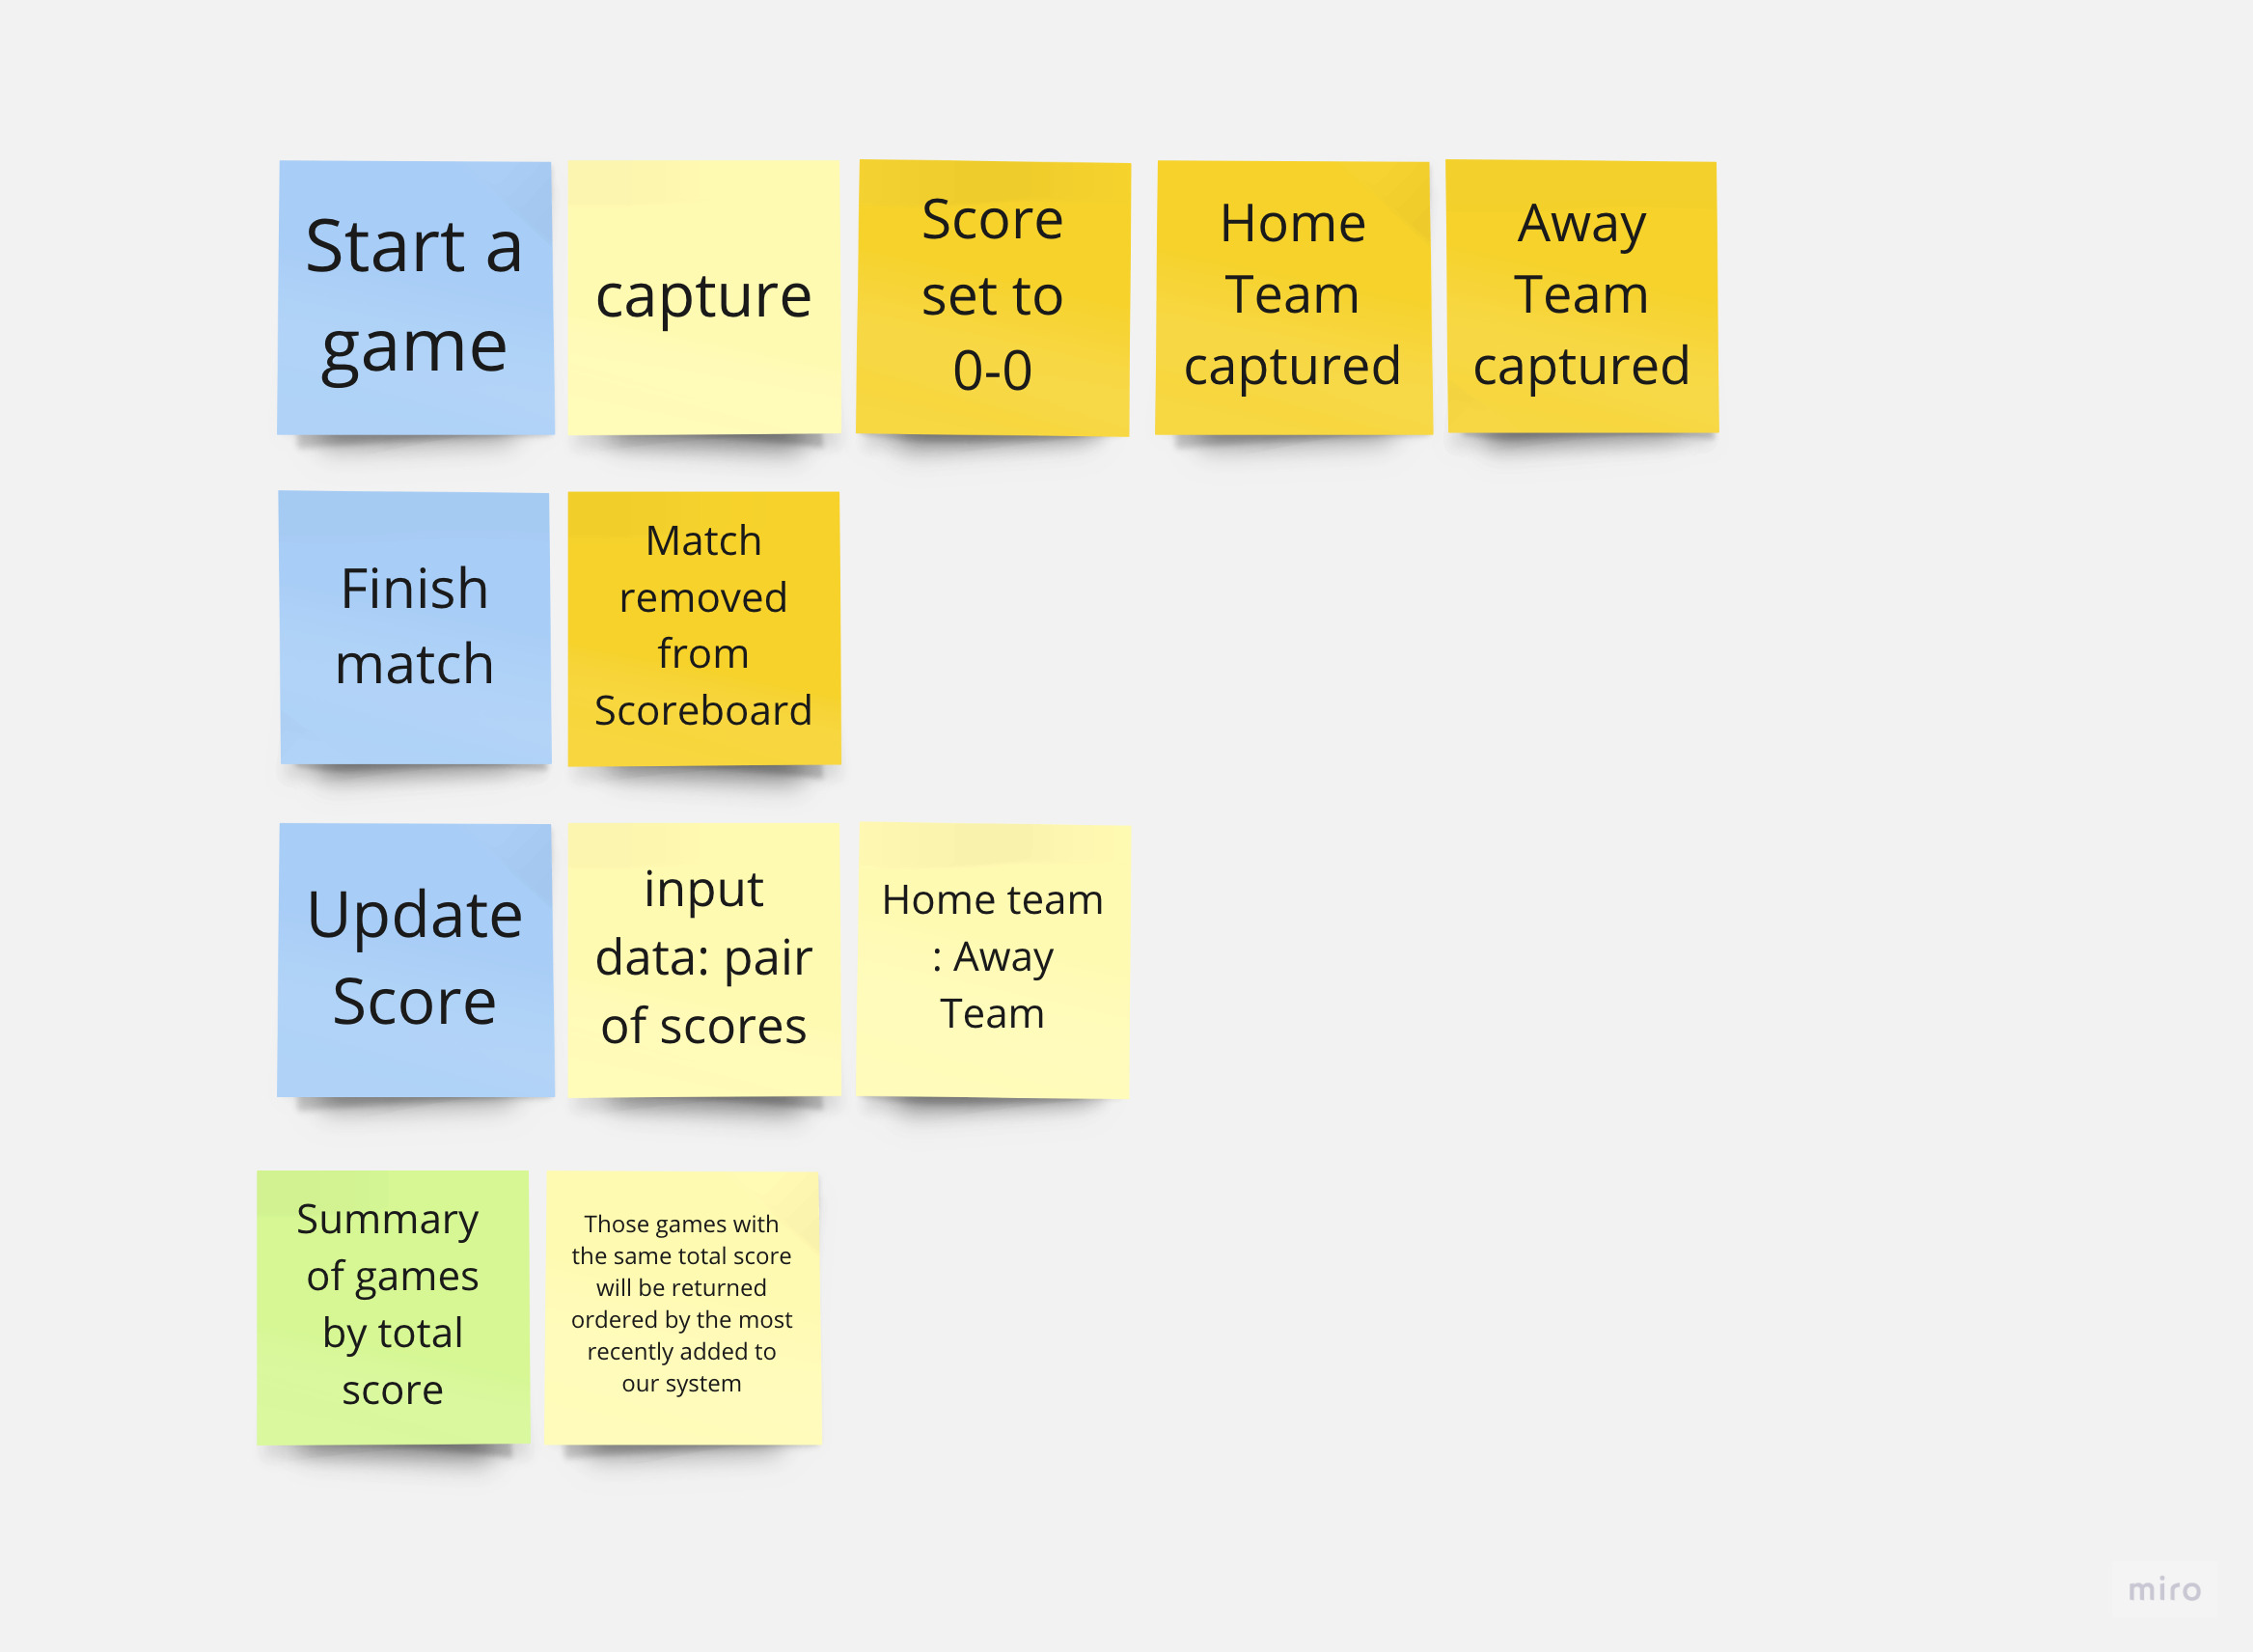 Start a
game
capture
Score
set to
0-0
Home
Team
captured
Away
Team
captured
Finish
match
Match
removed
from
Scoreboard
Update
Score
input
data: pair
of scores
Home team
: Away
Team
Summary
of games
by total
score
Those games with
the same total score
will be returned
ordered by the most
recently added to
our system
miro